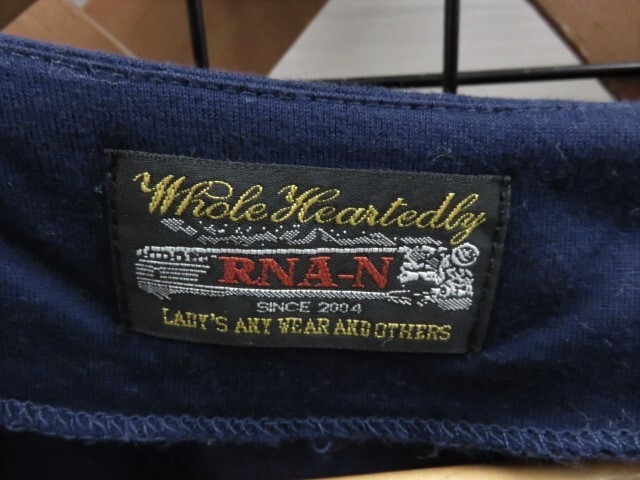 Whole Heartedly
RNA-N
SINCE 2004
LADY'S ANY WEAR AND OTHERS